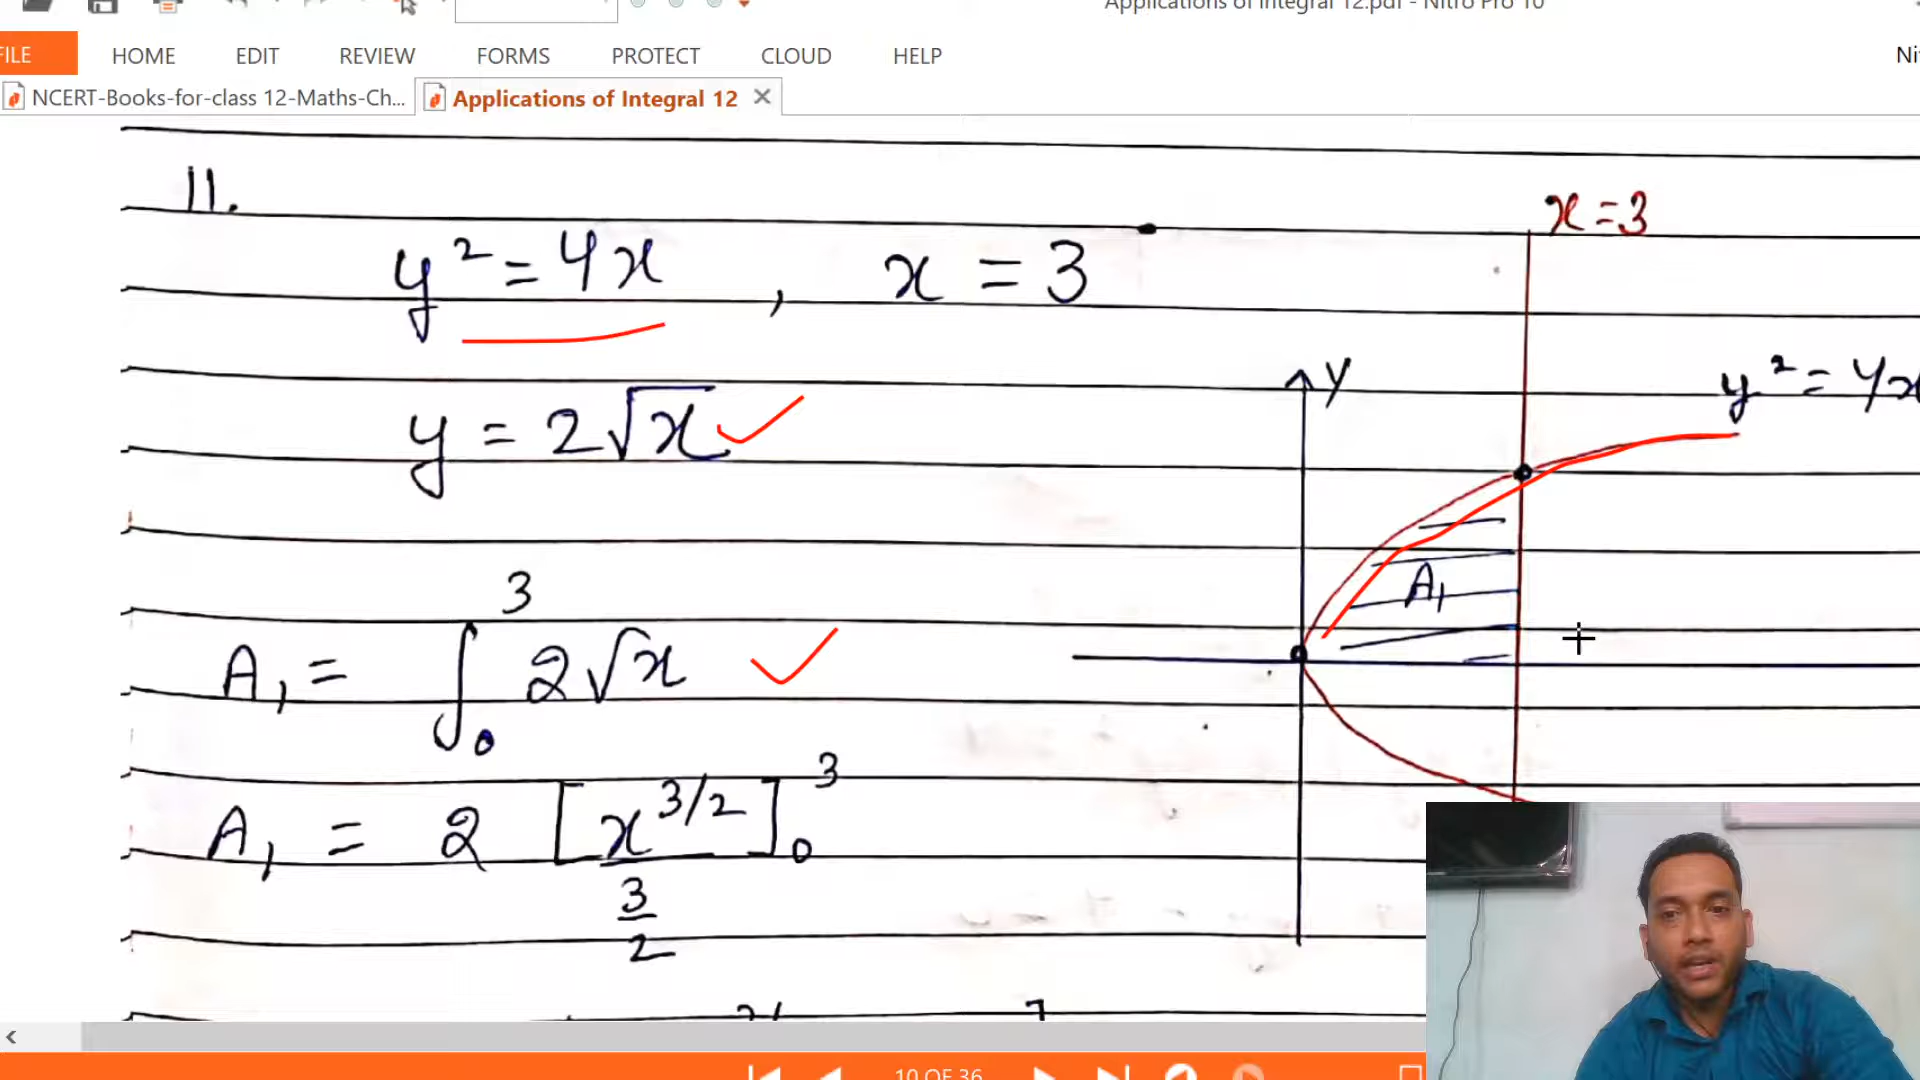 Applications of Integral 12.pdf - Nitro Pro 10
FILE HOME EDIT REVIEW FORMS PROTECT CLOUD HELP
NCERT-Books-for-class 12-Maths-Ch... Applications of Integral 12
11.
x = 3
y² = 4x , x = 3
Y
y² = 4x
y = 2√x
A₁
A₁ = ∫₀³ 2√x
A₁ = 2 [x^{3/2} / (3/2)]₀³
10 OF 36